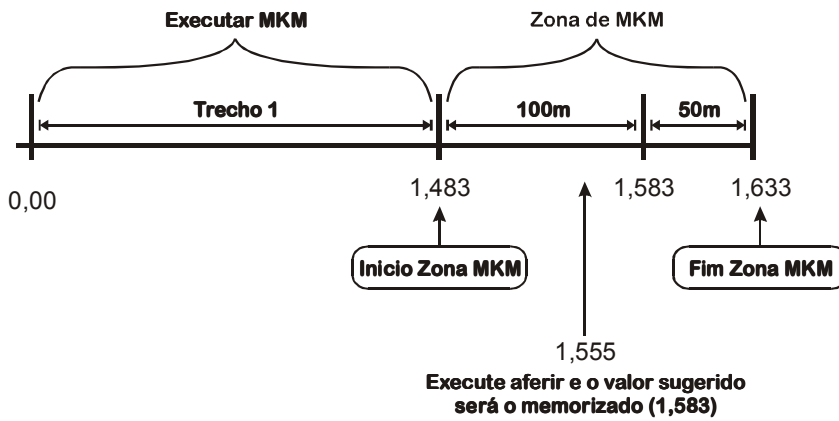 Executar MKM
Zona de MKM
Trecho 1
100m
50m
0,00
1,483
1,583
1,633
Inicio Zona MKM
Fim Zona MKM
1,555
Execute aferir e o valor sugerido
será o memorizado (1,583)